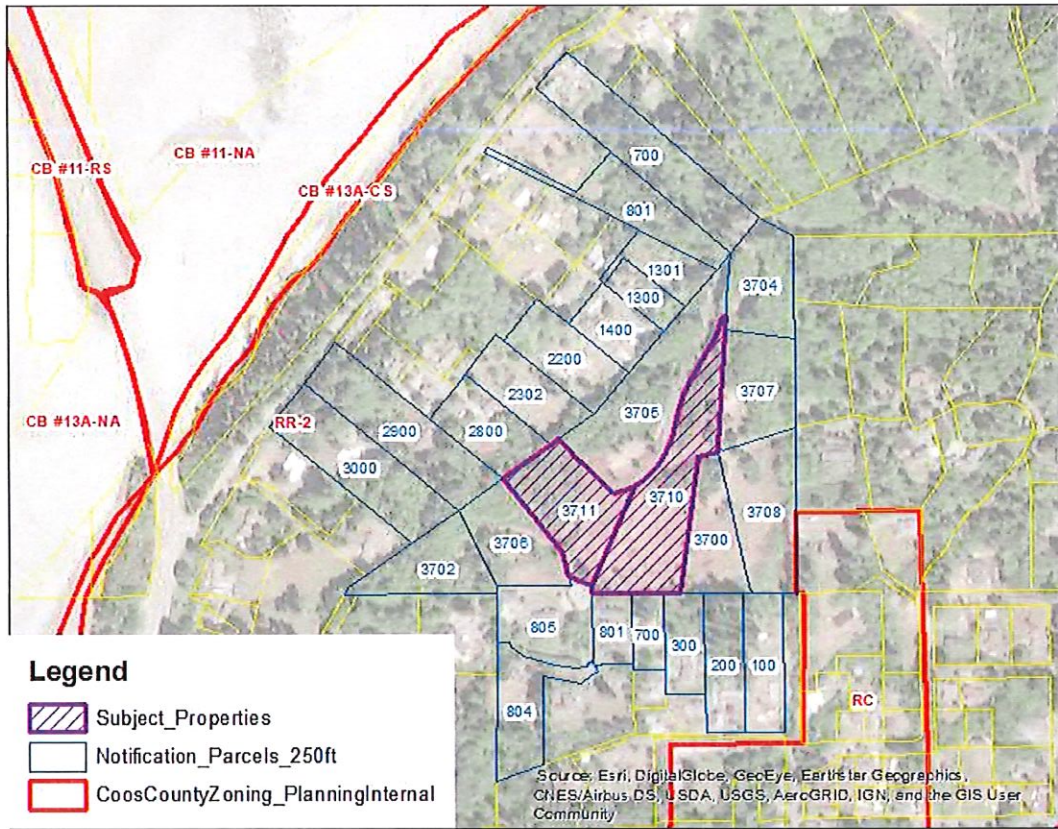 CB #11-RS
CB #11-NA
CB #13A-CS
CB #13A-NA
RR-2
700
801
1301
1300
1400
2200
2302
2800
2900
3000
3704
3705
3707
3711
3710
3706
3700
3708
3702
805
801
700
300
200
100
804
RC
Legend
Subject_Properties
Notification_Parcels_250ft
CoosCountyZoning_PlanningInternal
Source: Esri, DigitalGlobe, GeoEye, Earthstar Geographics,
CNES/Airbus DS, USDA, USGS, AeroGRID, IGN, and the GIS User
Community